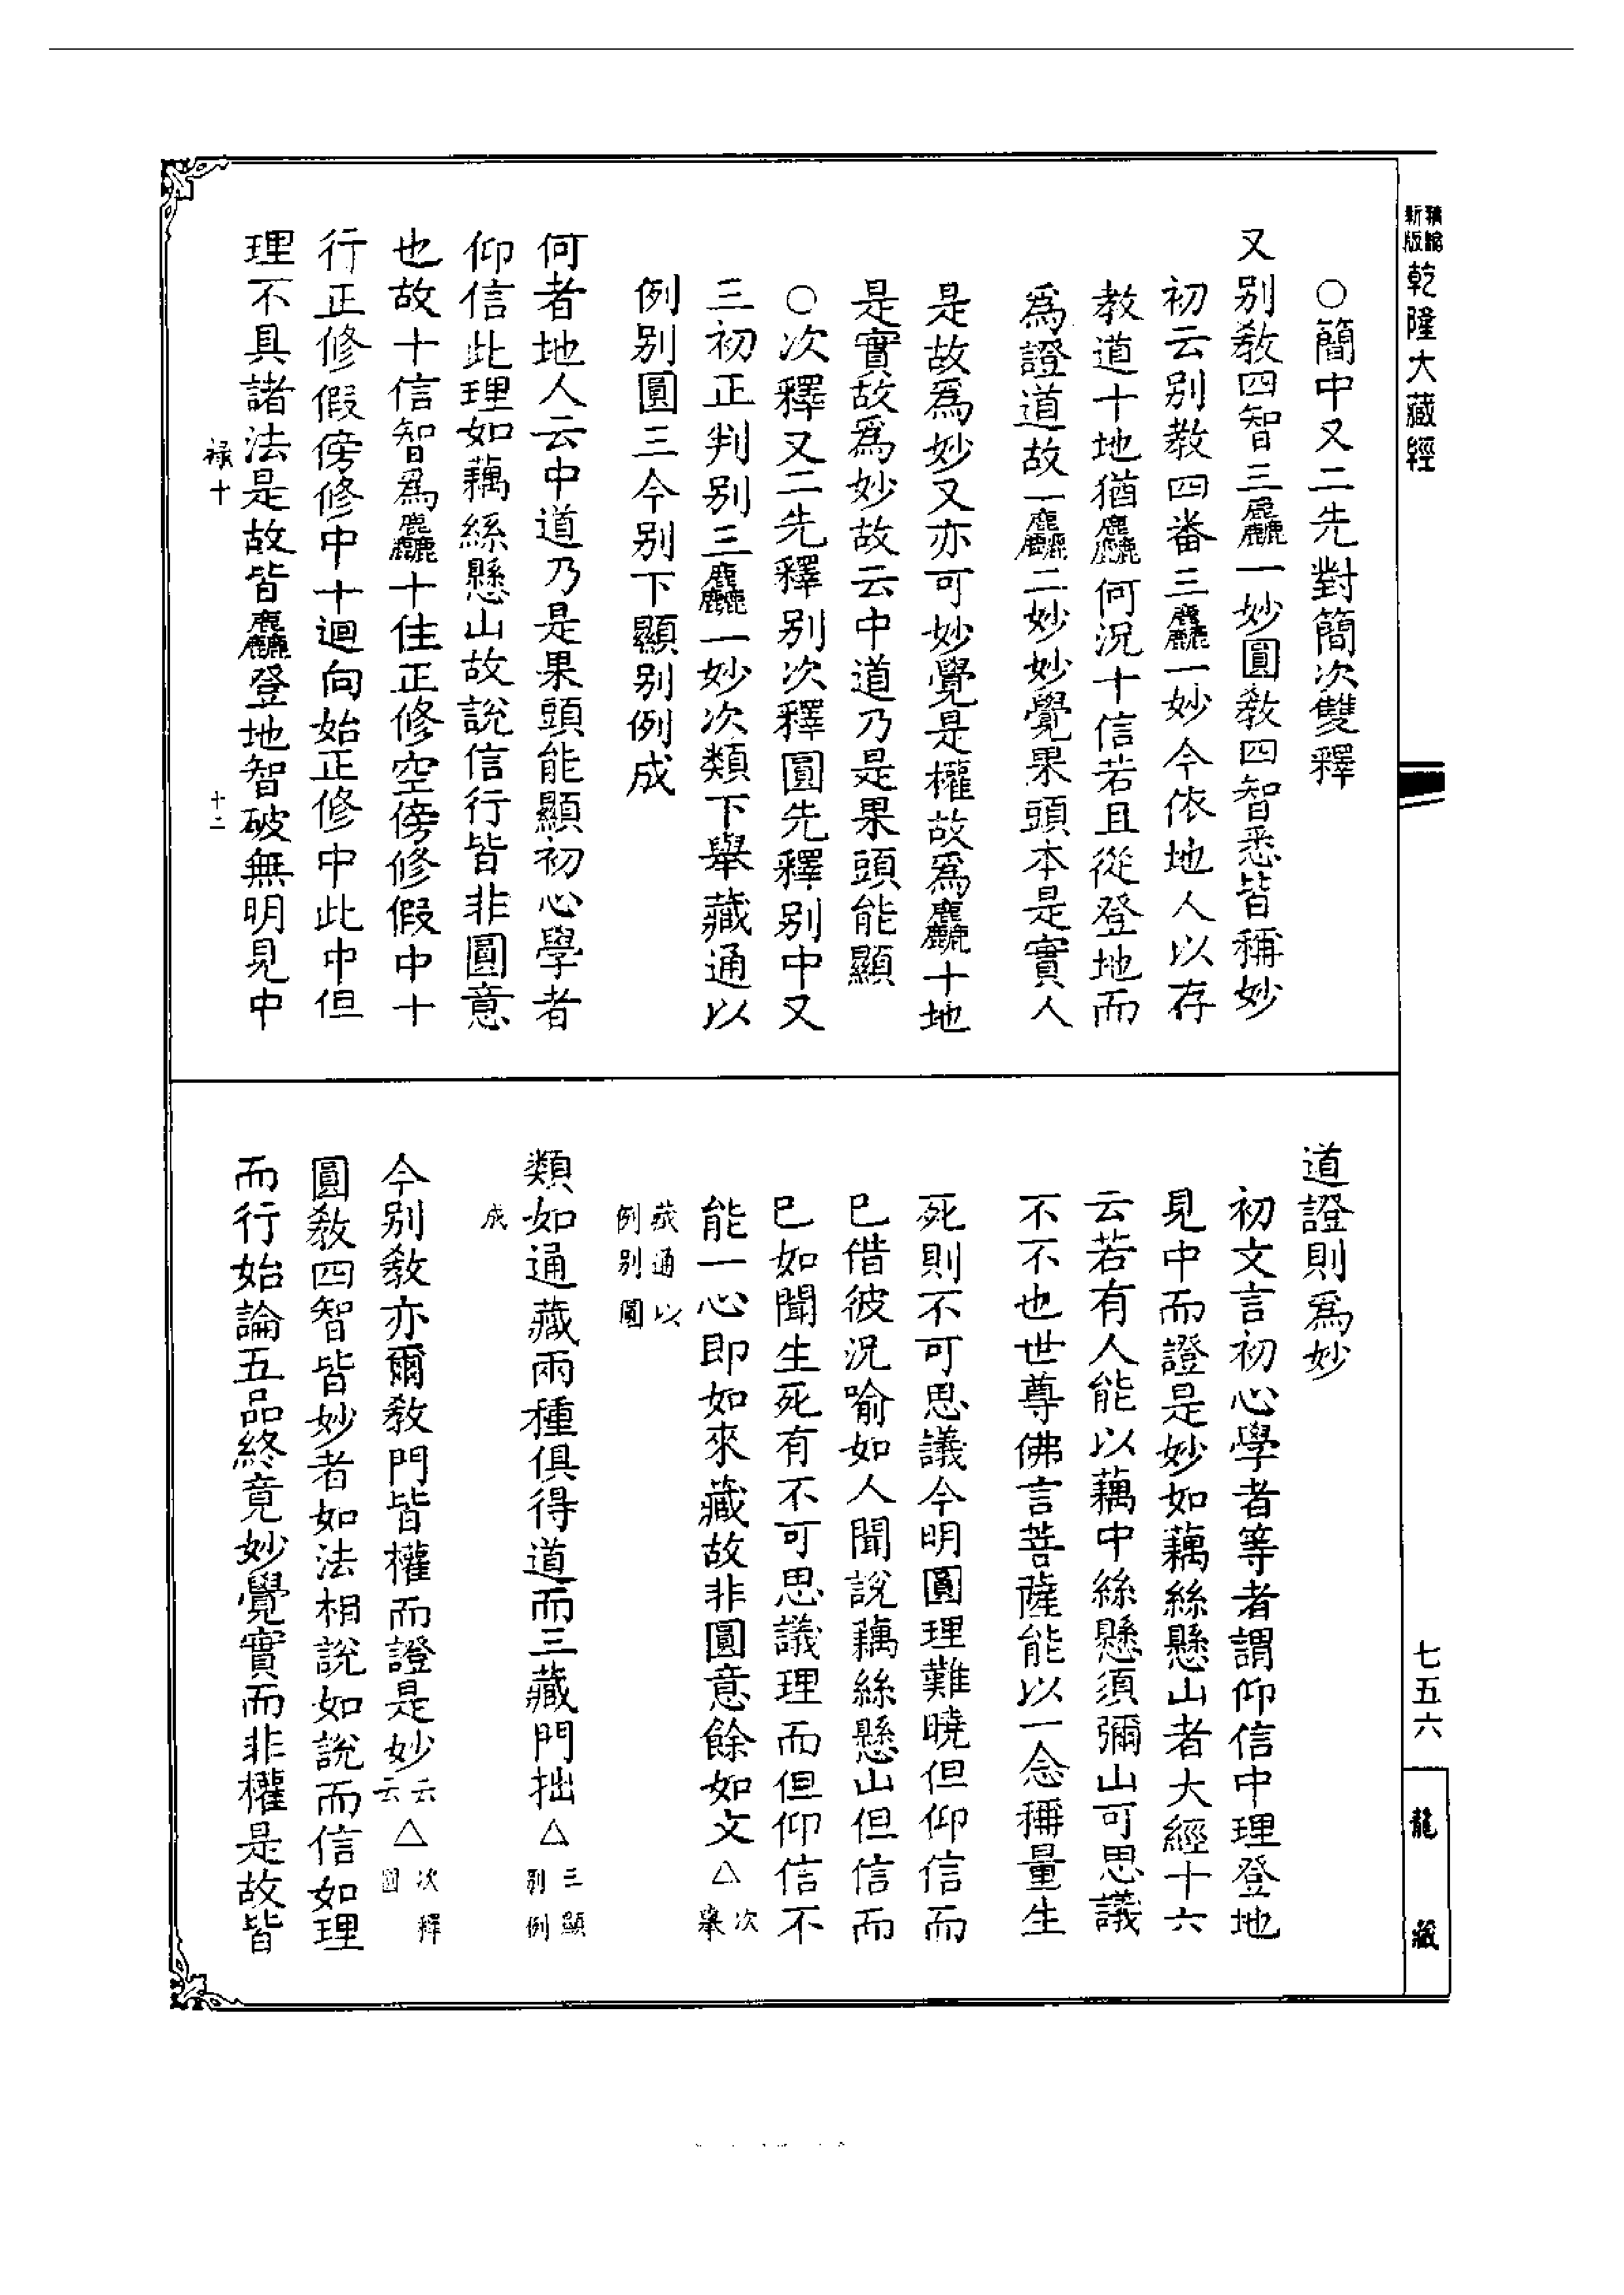 新版
乾隆大藏經
○簡中又二先對簡次雙釋
又别教四智三麤一妙圓教四智悉皆稱妙
初云别教四番三麤一妙今依地人以存
教道十地猶麤何況十信若且從登地而
爲證道故一麤二妙妙覺果頭本是實人
是故爲妙又亦可妙覺是權故爲麤十地
是實故爲妙故云中道乃是果頭能顯
○次釋又二先釋别次釋圓先釋别中又
三初正判别三麤一妙次類下舉藏通以
例别圓三今别下顯别例成
何者地人云中道乃是果頭能顯初心學者
仰信此理如藕絲懸山故説信行皆非圓意
也故十信智爲麤十住正修空傍修假中十
行正修假傍修中十迴向始正修中此中但
理不具諸法是故皆麤登地智破無明見中
祿十
十二
道證則爲妙
初文言初心學者等者謂仰信中理登地
見中而證是妙如藕絲懸山者大經十六
云若有人能以藕中絲懸須彌山可思議
不不也世尊佛言菩薩能以一念稱量生
死則不可思議今明圓理難曉但仰信而
已借彼況喻如人聞説藕絲懸山但信而
已如聞生死有不可思議理而但仰信不
能一心即如來藏故非圓意餘如文△次舉
藏通以例别圓
類如通藏兩種俱得道而三藏門拙△三顯别例
成
今别教亦爾教門皆權而證是妙云云△次釋圓
圓教四智皆妙者如法相説如説而信如理
而行始論五品終竟妙覺實而非權是故皆
七五六
龍藏